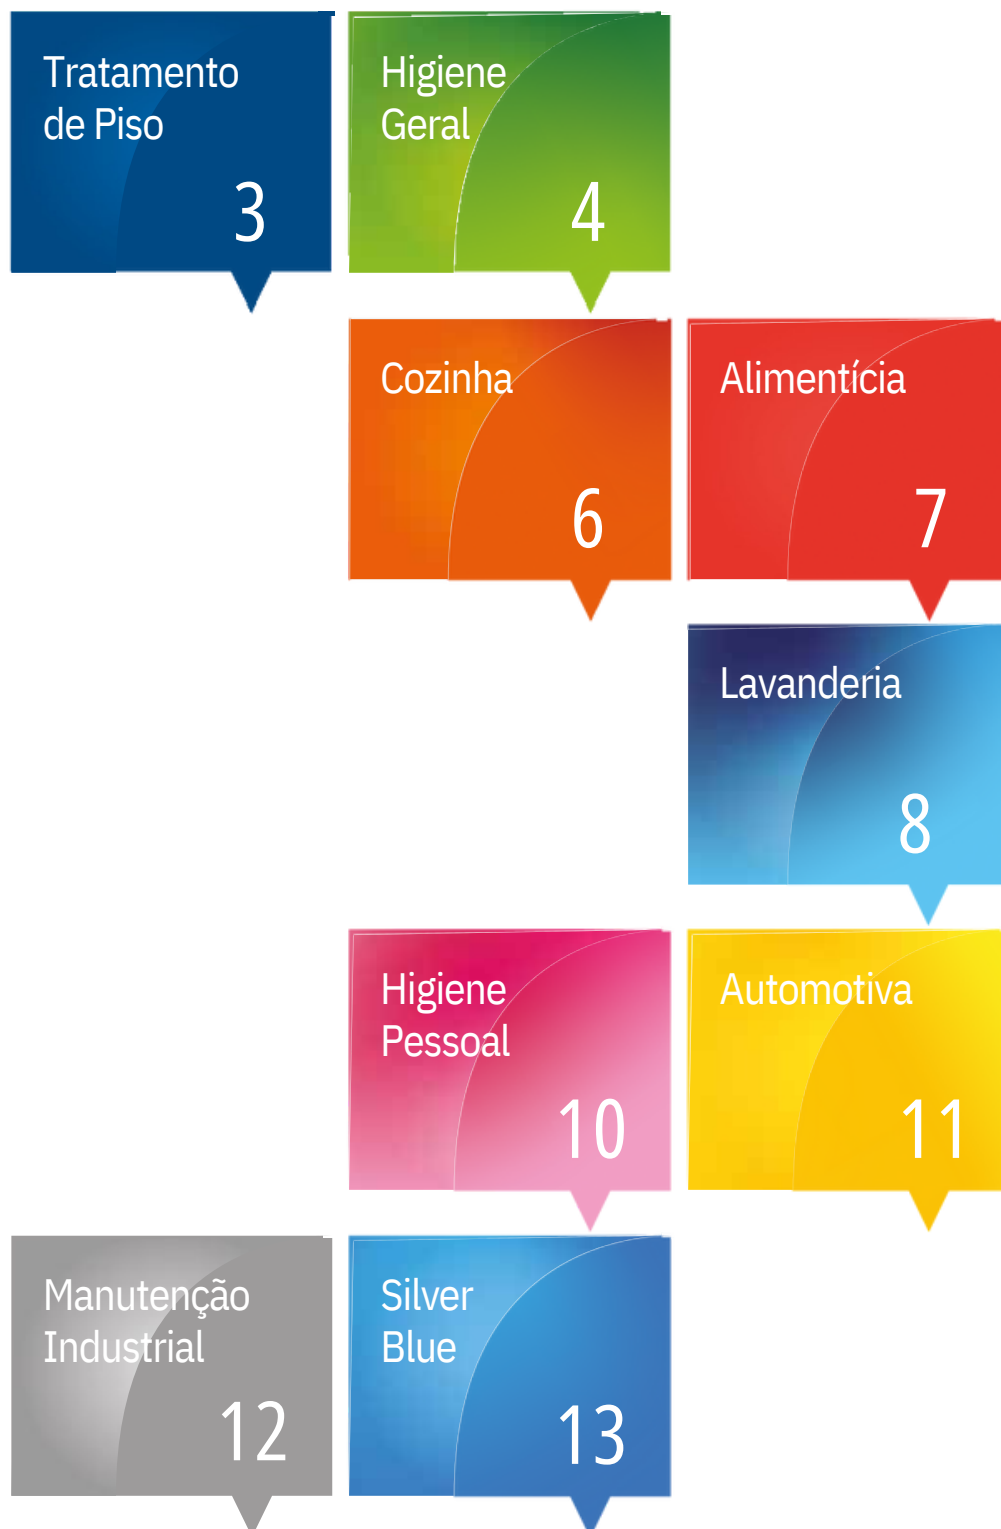 Tratamento
de Piso
3
Higiene
Geral
4
Cozinha
6
Alimentícia
7
Lavanderia
8
Higiene
Pessoal
10
Automotiva
11
Manutenção
Industrial
12
Silver
Blue
13